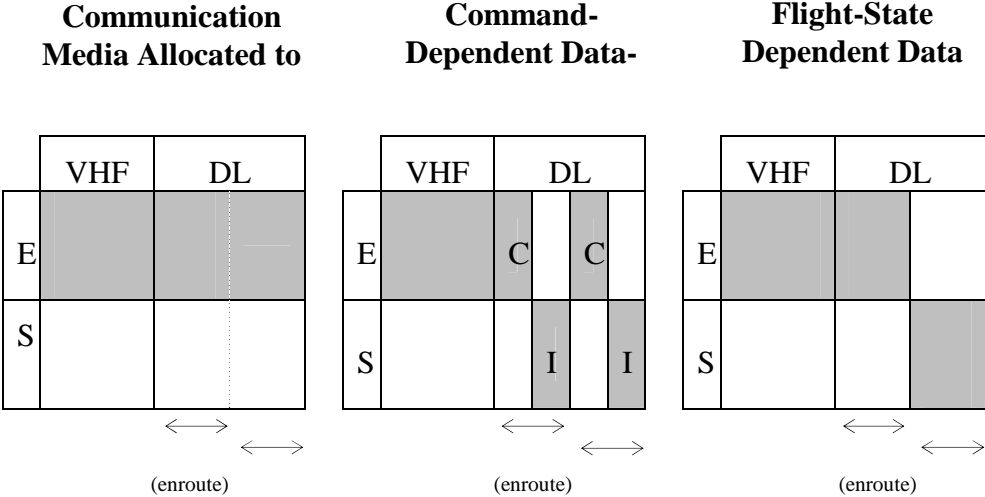 Communication
Media Allocated to
Command-
Dependent Data-
Flight-State
Dependent Data
VHF DL
E
S
(enroute)
VHF DL
E C C
S I I
(enroute)
VHF DL
E
S
(enroute)